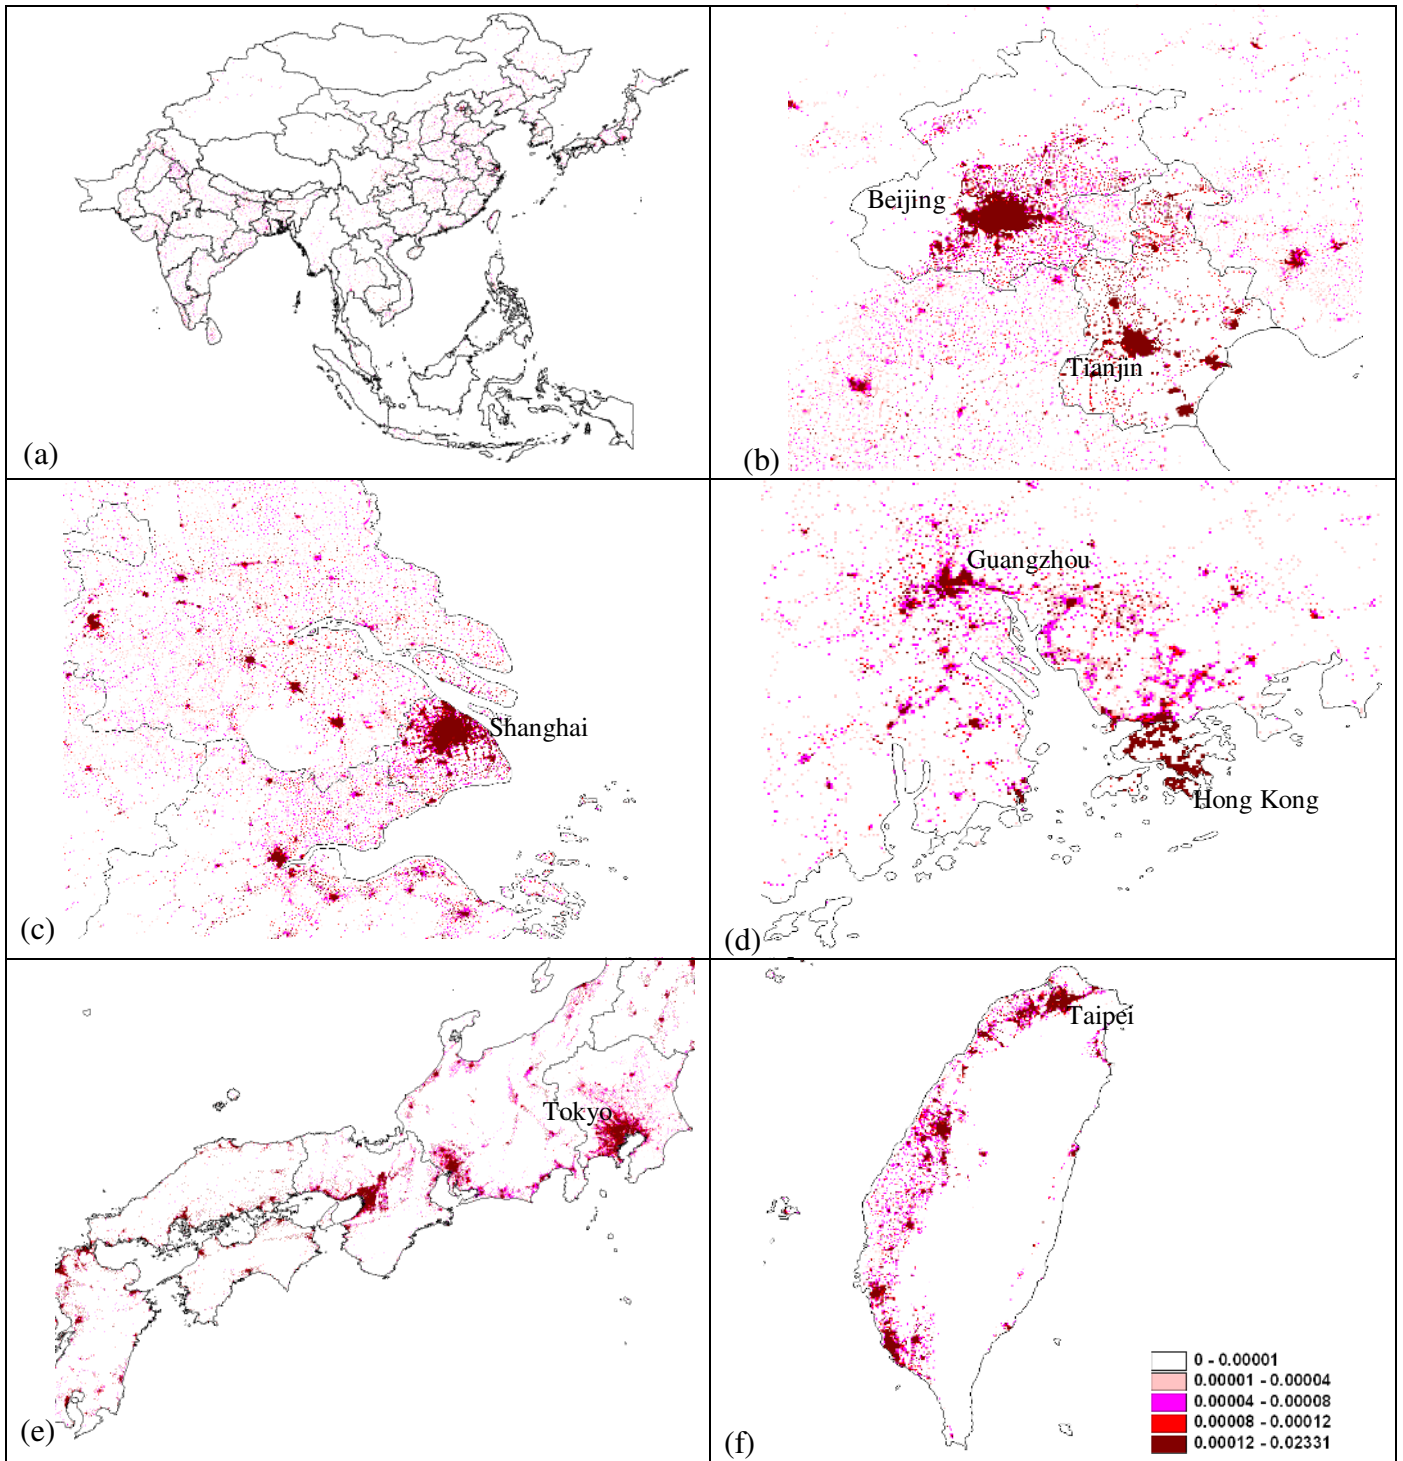 (a)
Beijing
Tianjin
(b)
Shanghai
(c)
Guangzhou
Hong Kong
(d)
Tokyo
(e)
Taipei
0 - 0.00001
0.00001 - 0.00004
0.00004 - 0.00008
0.00008 - 0.00012
0.00012 - 0.02331
(f)